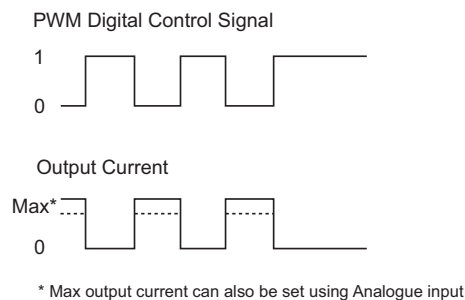 PWM Digital Control Signal
1
0
Output Current
Max*
0
* Max output current can also be set using Analogue input